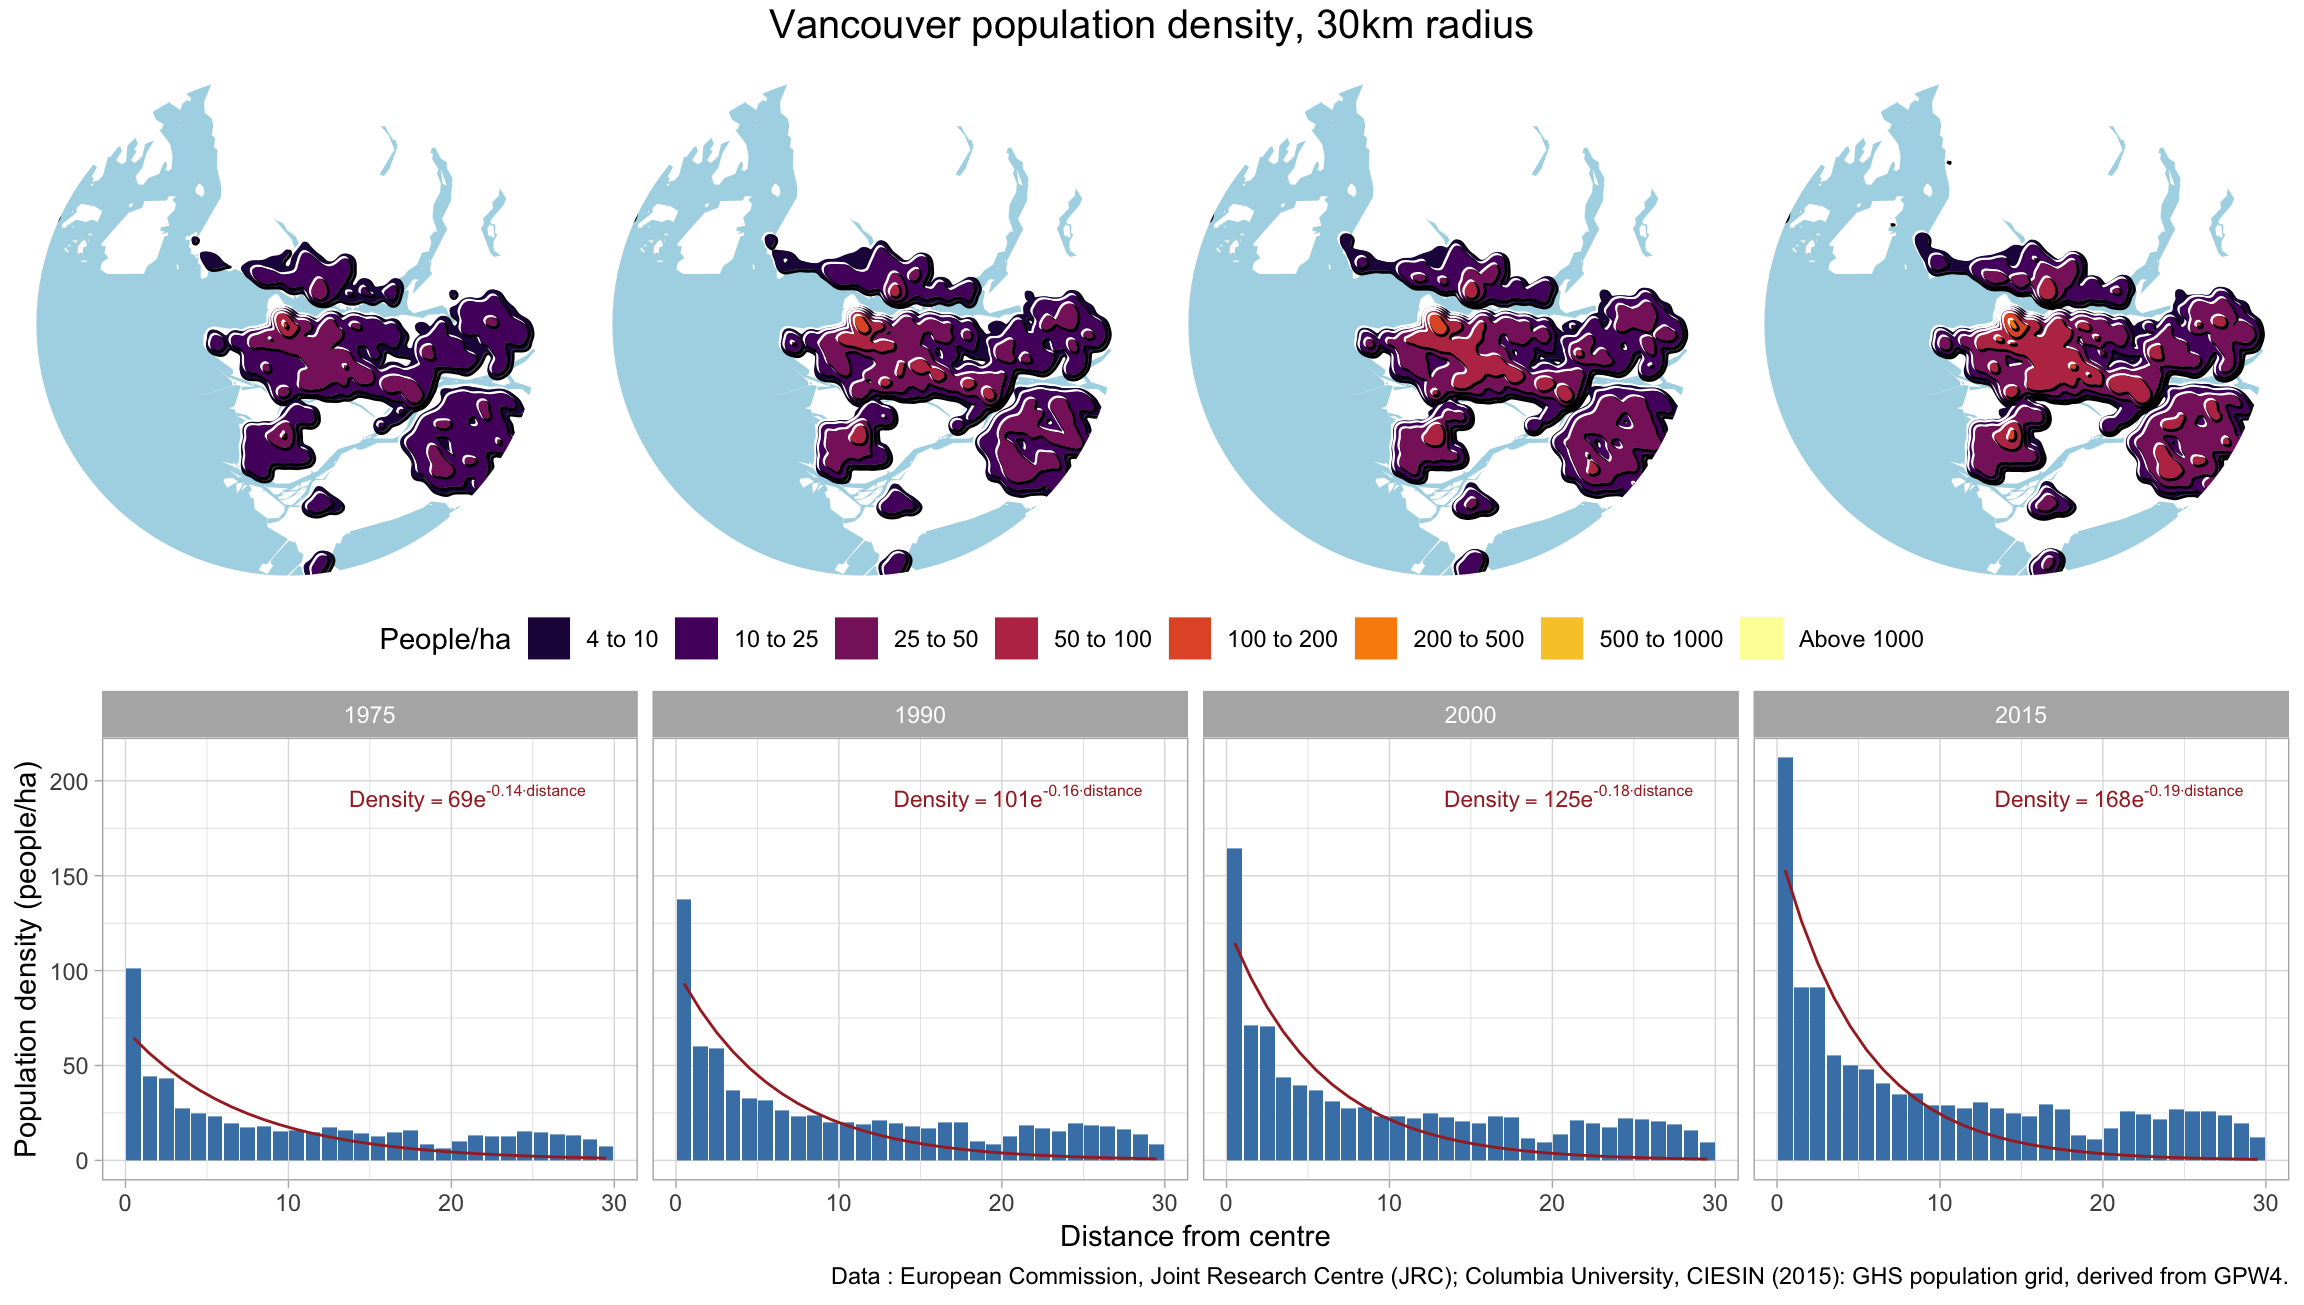 Vancouver population density, 30km radius
People/ha 4 to 10 10 to 25 25 to 50 50 to 100 100 to 200 200 to 500 500 to 1000 Above 1000
1975 1990 2000 2015
Density = 69e^-0.14·distance Density = 101e^-0.16·distance Density = 125e^-0.18·distance Density = 168e^-0.19·distance
Population density (people/ha)
200
150
100
50
0
0 10 20 30 0 10 20 30 0 10 20 30 0 10 20 30
Distance from centre
Data : European Commission, Joint Research Centre (JRC); Columbia University, CIESIN (2015): GHS population grid, derived from GPW4.